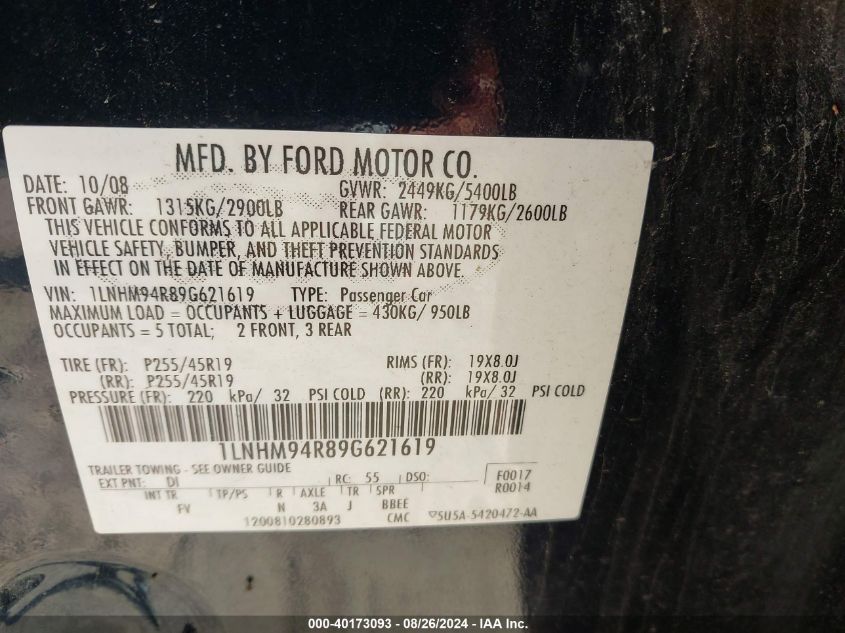 MFD. BY FORD MOTOR CO.
DATE: 10/08 GVWR: 2449KG/5400LB
FRONT GAWR: 1315KG/2900LB REAR GAWR: 1179KG/2600LB
THIS VEHICLE CONFORMS TO ALL APPLICABLE FEDERAL MOTOR
VEHICLE SAFETY, BUMPER, AND THEFT PREVENTION STANDARDS
IN EFFECT ON THE DATE OF MANUFACTURE SHOWN ABOVE.
VIN: 1LNHM94R89G621619 TYPE: Passenger Car
MAXIMUM LOAD = OCCUPANTS + LUGGAGE = 430KG/ 950LB
OCCUPANTS = 5 TOTAL; 2 FRONT, 3 REAR
TIRE (FR): P255/45R19 RIMS (FR): 19X8.0J
(RR): P255/45R19 (RR): 19X8.0J
PRESSURE (FR): 220 kPa/ 32 PSI COLD (RR): 220 kPa/ 32 PSI COLD
1LNHM94R89G621619
TRAILER TOWING - SEE OWNER GUIDE
EXT PNT: DI RC: 55 DSO: F0017
INT TR TP/PS R AXLE TR SPR R0014
FV N 3A J BBEE
1200810280893 CMC 5U5A-5420472-AA
000-40173093 - 08/26/2024 - IAA Inc.